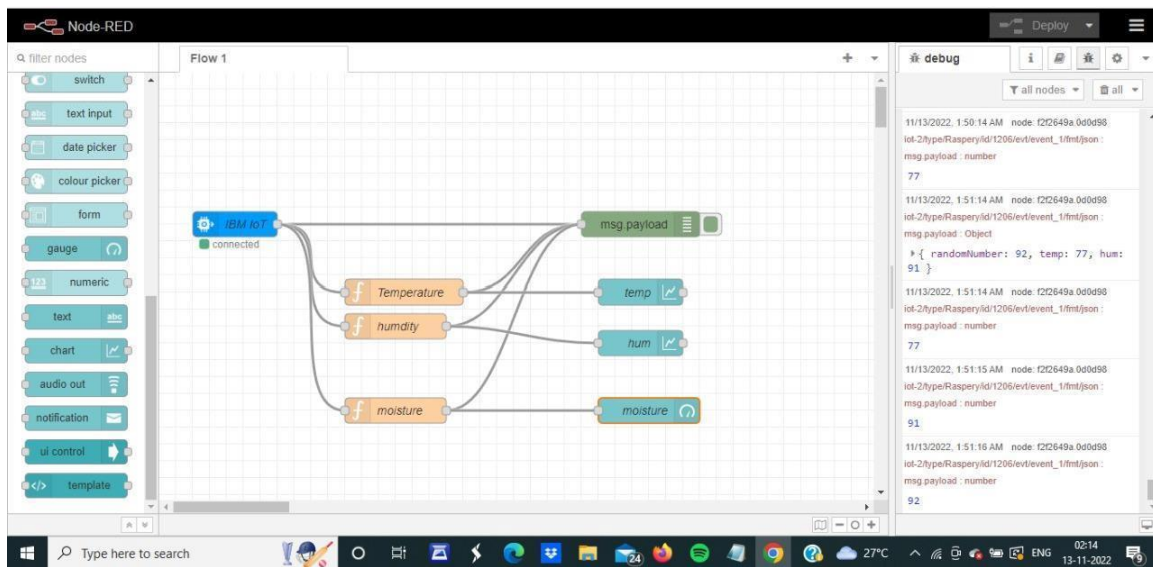 Node-RED
Deploy
filter nodes
Flow 1
debug
i
all nodes
all
switch
abc text input
date picker
colour picker
form
gauge
123 numeric
text abc
chart
audio out
notification
ui control
</> template
IBM IoT
connected
msg.payload
f Temperature
temp
f humdity
hum
f moisture
moisture
11/13/2022, 1:50:14 AM node: f2f2649a.0d0d98
iot-2/type/Raspery/id/1206/evt/event_1/fmt/json :
msg.payload : number
77
11/13/2022, 1:51:14 AM node: f2f2649a.0d0d98
iot-2/type/Raspery/id/1206/evt/event_1/fmt/json :
msg.payload : Object
{ randomNumber: 92, temp: 77, hum:
91 }
11/13/2022, 1:51:14 AM node: f2f2649a.0d0d98
iot-2/type/Raspery/id/1206/evt/event_1/fmt/json :
msg.payload : number
77
11/13/2022, 1:51:15 AM node: f2f2649a.0d0d98
iot-2/type/Raspery/id/1206/evt/event_1/fmt/json :
msg.payload : number
91
11/13/2022, 1:51:16 AM node: f2f2649a.0d0d98
iot-2/type/Raspery/id/1206/evt/event_1/fmt/json :
msg.payload : number
92
Type here to search
24
27°C
ENG
02:14
13-11-2022
9